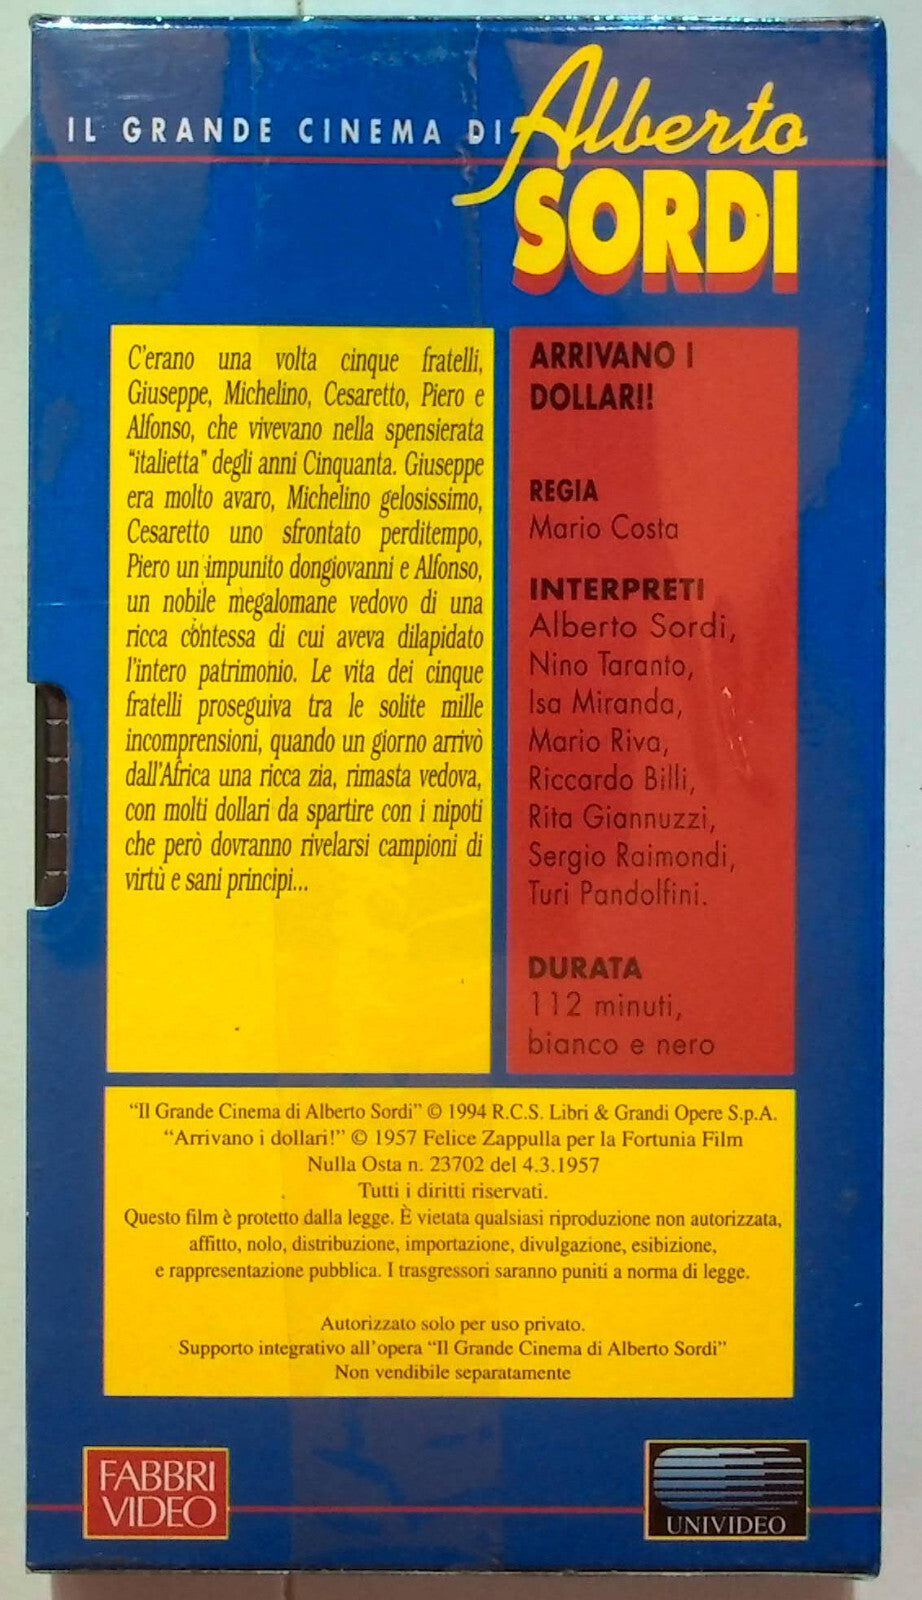 IL GRANDE CINEMA DI Alberto
SORDI
C'erano una volta cinque fratelli,
Giuseppe, Michelino, Cesaretto, Piero e
Alfonso, che vivevano nella spensierata
"italietta" degli anni Cinquanta. Giuseppe
era molto avaro, Michelino gelosissimo,
Cesaretto uno sfrontato perditempo,
Piero un impunito dongiovanni e Alfonso,
un nobile megalomane vedovo di una
ricca contessa di cui aveva dilapidato
l'intero patrimonio. Le vita dei cinque
fratelli proseguiva tra le solite mille
incomprensioni, quando un giorno arrivò
dall'Africa una ricca zia, rimasta vedova,
con molti dollari da spartire con i nipoti
che però dovranno rivelarsi campioni di
virtù e sani principi...
ARRIVANO I
DOLLARI!
REGIA
Mario Costa
INTERPRETI
Alberto Sordi,
Nino Taranto,
Isa Miranda,
Mario Riva,
Riccardo Billi,
Rita Giannuzzi,
Sergio Raimondi,
Turi Pandolfini.
DURATA
112 minuti,
bianco e nero
"Il Grande Cinema di Alberto Sordi" © 1994 R.C.S. Libri & Grandi Opere S.p.A.
"Arrivano i dollari!" © 1957 Felice Zappulla per la Fortunia Film
Nulla Osta n. 23702 del 4.3.1957
Tutti i diritti riservati.
Questo film è protetto dalla legge. È vietata qualsiasi riproduzione non autorizzata,
affitto, nolo, distribuzione, importazione, divulgazione, esibizione,
e rappresentazione pubblica. I trasgressori saranno puniti a norma di legge.
Autorizzato solo per uso privato.
Supporto integrativo all'opera "Il Grande Cinema di Alberto Sordi"
Non vendibile separatamente
FABBRI
VIDEO
UNIVIDEO